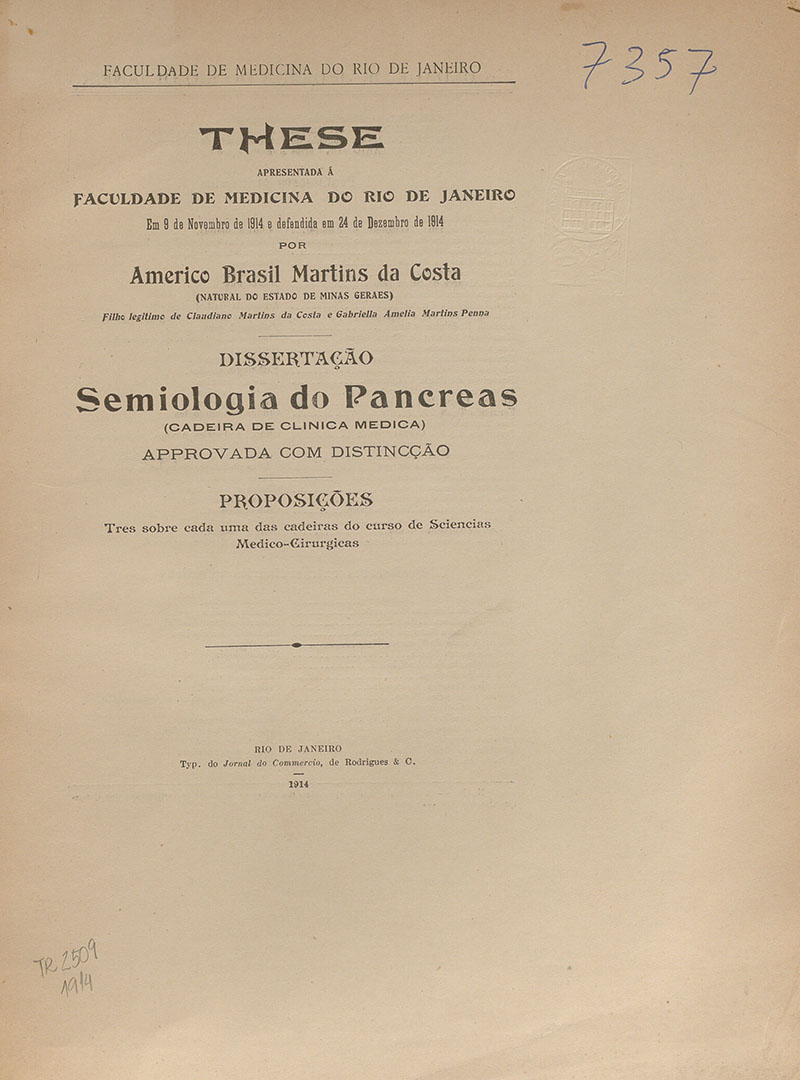 FACULDADE DE MEDICINA DO RIO DE JANEIRO
7357
THESE
APRESENTADA Á
FACULDADE DE MEDICINA DO RIO DE JANEIRO
Em 9 de Novembro de 1914 e defendida em 24 de Dezembro de 1914
POR
Americo Brasil Martins da Costa
(NATURAL DO ESTADO DE MINAS GERAES)
Filho legitimo de Claudiano Martins da Costa e Gabriella Amelia Martins Penna
DISSERTAÇÃO
Semiologia do Pancreas
(CADEIRA DE CLINICA MEDICA)
APPROVADA COM DISTINCÇÃO
PROPOSIÇÕES
Tres sobre cada uma das cadeiras do curso de Sciencias
Medico-Cirurgicas
RIO DE JANEIRO
Typ. do Jornal do Commercio, de Rodrigues & C.
1914
TR 2509
1914